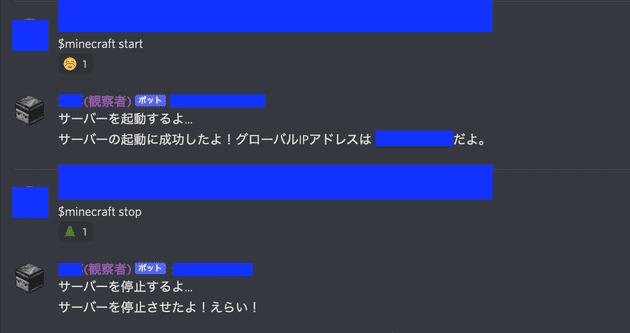 $minecraft start
1
(観察者) ボット
サーバーを起動するよ...
サーバーの起動に成功したよ！グローバルIPアドレスは だよ。
$minecraft stop
1
(観察者) ボット
サーバーを停止するよ...
サーバーを停止させたよ！えらい！